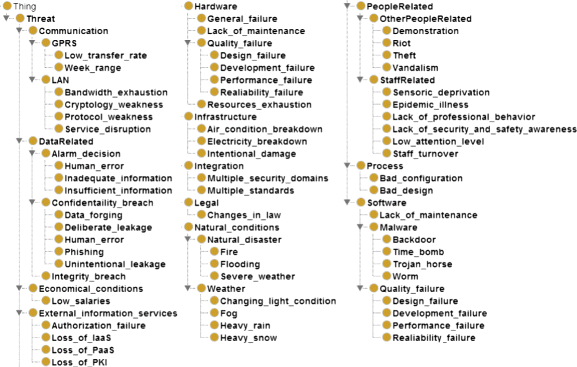 Thing
Threat
Communication
GPRS
Low_transfer_rate
Week_range
LAN
Bandwidth_exhaustion
Cryptology_weakness
Protocol_weakness
Service_disruption
DataRelated
Alarm_decision
Human_error
Inadequate_information
Insufficient_information
Confidentaility_breach
Data_forging
Deliberate_leakage
Human_error
Phishing
Unintentional_leakage
Integrity_breach
Economical_conditions
Low_salaries
External_information_services
Authorization_failure
Loss_of_IaaS
Loss_of_PaaS
Loss_of_PKI
Hardware
General_failure
Lack_of_maintenance
Quality_failure
Design_failure
Development_failure
Performance_failure
Realiability_failure
Resources_exhaustion
Infrastructure
Air_condition_breakdown
Electricity_breakdown
Intentional_damage
Integration
Multiple_security_domains
Multiple_standards
Legal
Changes_in_law
Natural_conditions
Natural_disaster
Fire
Flooding
Severe_weather
Weather
Changing_light_condition
Fog
Heavy_rain
Heavy_snow
PeopleRelated
OtherPeopleRelated
Demonstration
Riot
Theft
Vandalism
StaffRelated
Sensoric_deprivation
Epidemic_illness
Lack_of_professional_behavior
Lack_of_security_and_safety_awareness
Low_attention_level
Staff_turnover
Process
Bad_configuration
Bad_design
Software
Lack_of_maintenance
Malware
Backdoor
Time_bomb
Trojan_horse
Worm
Quality_failure
Design_failure
Development_failure
Performance_failure
Realiability_failure